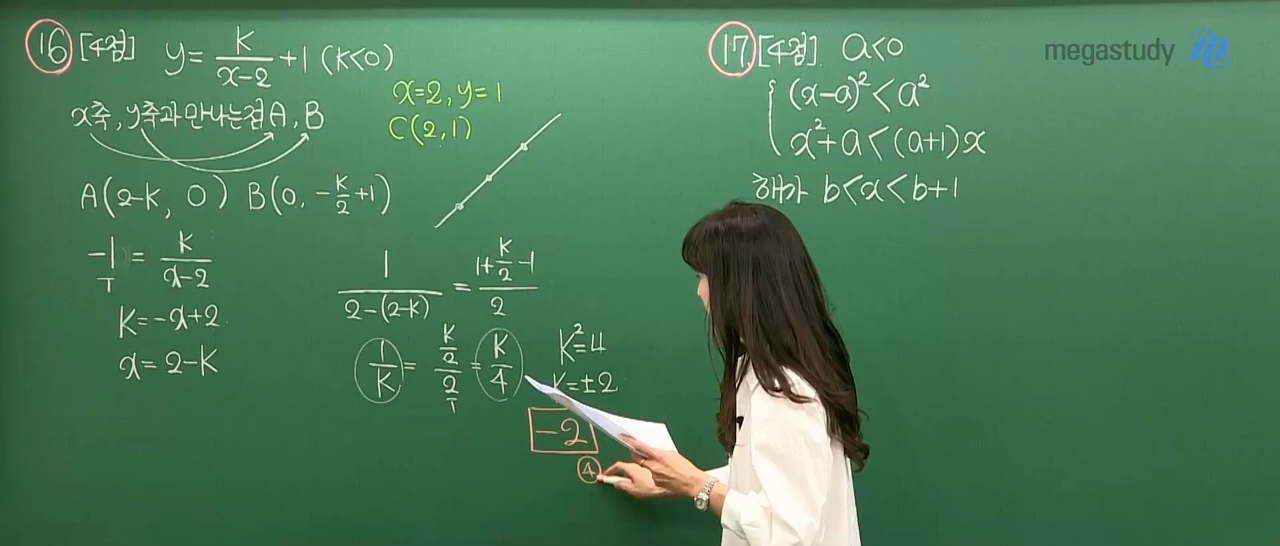 16 [4점] y = k/(x-2) + 1 (k<0)
x축, y축과 만나는 점 A, B
x=2, y=1
C(2, 1)
A(2-k, 0) B(0, -k/2+1)
-1 = k/(x-2)
k = -x+2
x = 2-k
1/(2-(2-k)) = (1+k/2-1)/2
1/k = (k/2)/2 = k/4
k²=4
k=±2
-2
④
17 [4점]. a<0
(x-a)² < a²
x²+a < (a+1)x
해가 b<x<b+1
megastudy